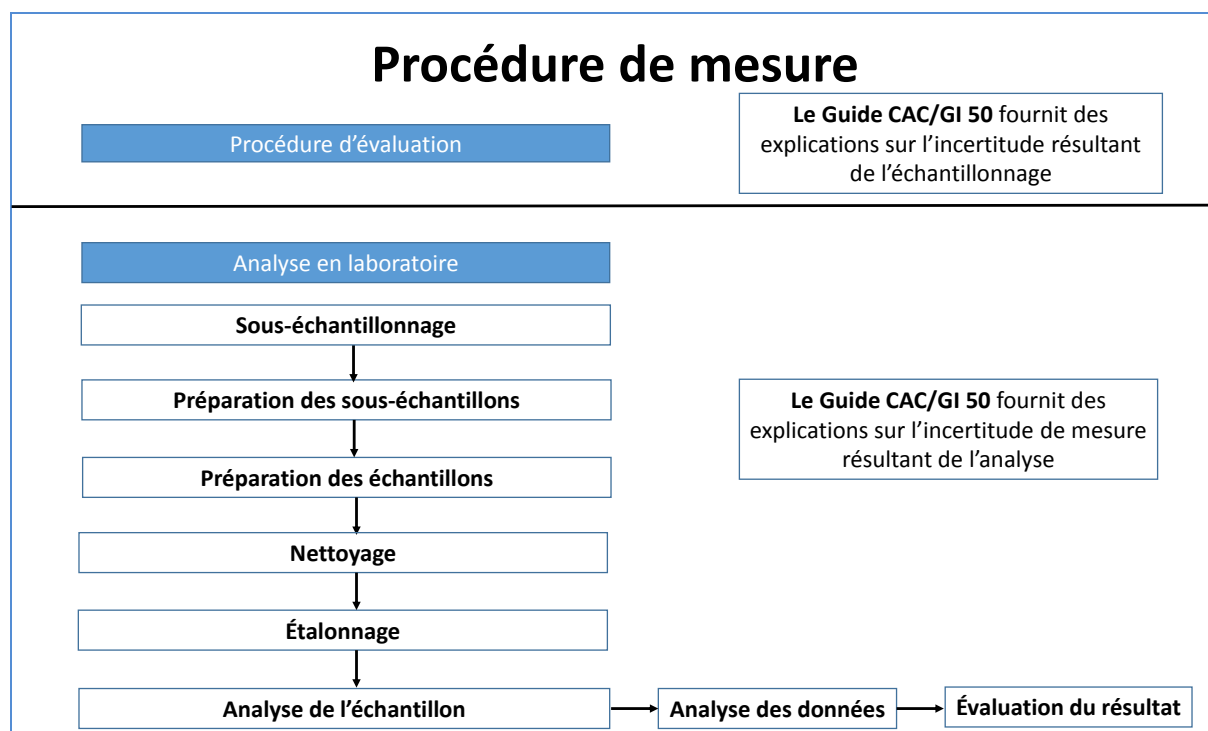 Procédure de mesure
Procédure d’évaluation
Le Guide CAC/GI 50 fournit des
explications sur l’incertitude résultant
de l’échantillonnage
Analyse en laboratoire
Sous-échantillonnage
Préparation des sous-échantillons
Le Guide CAC/GI 50 fournit des
explications sur l’incertitude de mesure
résultant de l’analyse
Préparation des échantillons
Nettoyage
Étalonnage
Analyse de l’échantillon
Analyse des données
Évaluation du résultat